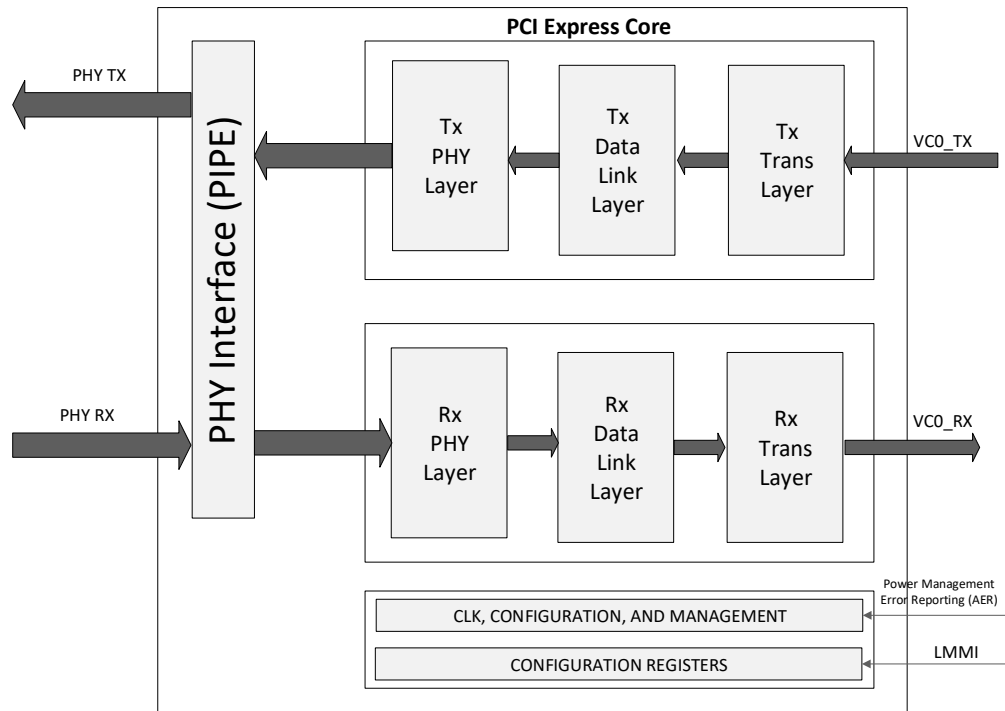 PCI Express Core
PHY TX
PHY Interface (PIPE)
Tx
PHY
Layer
Tx
Data
Link
Layer
Tx
Trans
Layer
VC0_TX
PHY RX
Rx
PHY
Layer
Rx
Data
Link
Layer
Rx
Trans
Layer
VC0_RX
CLK, CONFIGURATION, AND MANAGEMENT
Power Management
Error Reporting (AER)
CONFIGURATION REGISTERS
LMMI